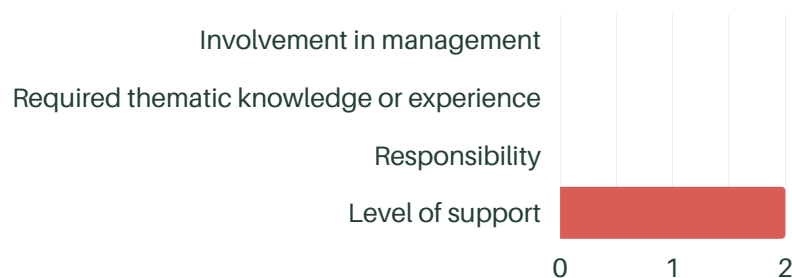 Involvement in management
Required thematic knowledge or experience
Responsibility
Level of support
0 1 2